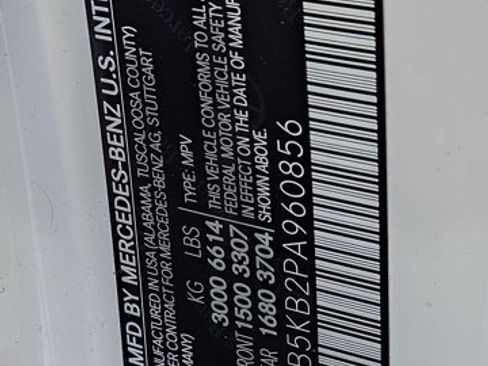 MFD BY MERCEDES-BENZ U.S. INT
NUFACTURED IN USA (ALABAMA, TUSCALOOSA COUNTY)
ER CONTRACT FOR MERCEDES-BENZ AG, STUTTGART
MANY)
KG LBS TYPE: MPV
3000 6614 THIS VEHICLE CONFORMS TO ALL
RONT 1500 3307 FEDERAL MOTOR VEHICLE SAFETY
EAR 1680 3704 IN EFFECT ON THE DATE OF MANUF
SHOWN ABOVE.
B5KB2PA960856